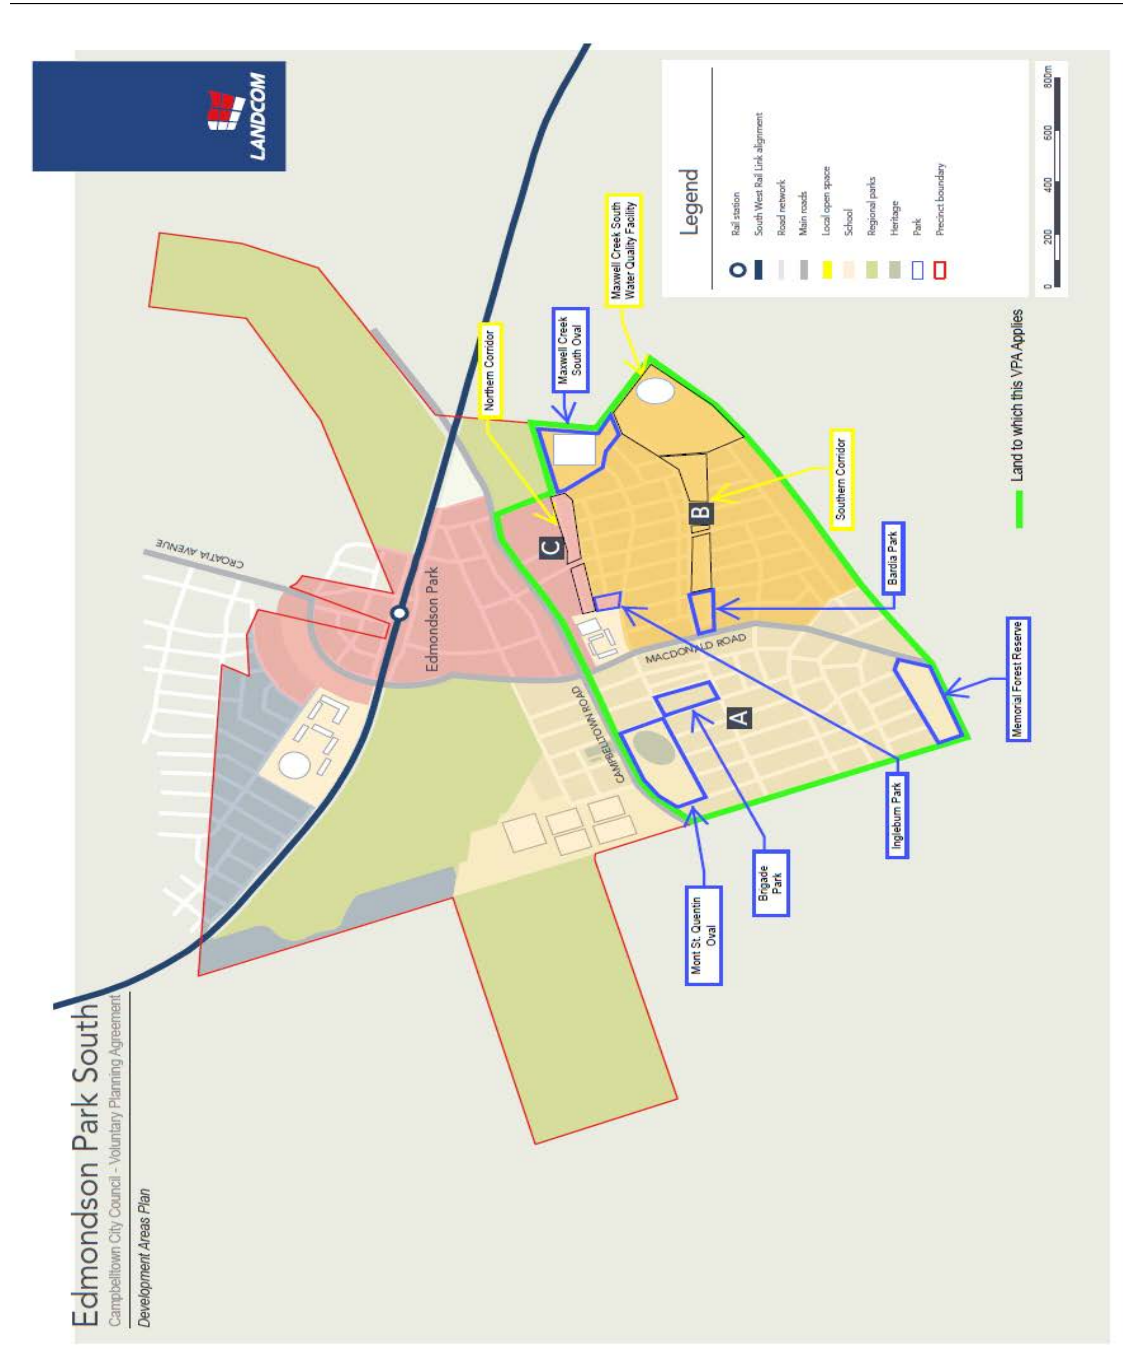 Edmondson Park South
Campbelltown City Council - Voluntary Planning Agreement
Development Areas Plan
LANDCOM
CROATIA AVENUE
Edmondson Park
CAMPBELLTOWN ROAD
MACDONALD ROAD
A
B
C
Northern Corridor
Maxwell Creek
South Oval
Maxwell Creek South
Water Quality Facility
Southern Corridor
Bardia Park
Memorial Forest Reserve
Ingleburn Park
Brigade
Park
Mont St. Quentin
Oval
Legend
Rail station
South West Rail Link alignment
Road network
Main roads
Local open space
School
Regional parks
Heritage
Park
Precinct boundary
0 200 400 600 800m
Land to which this VPA Applies